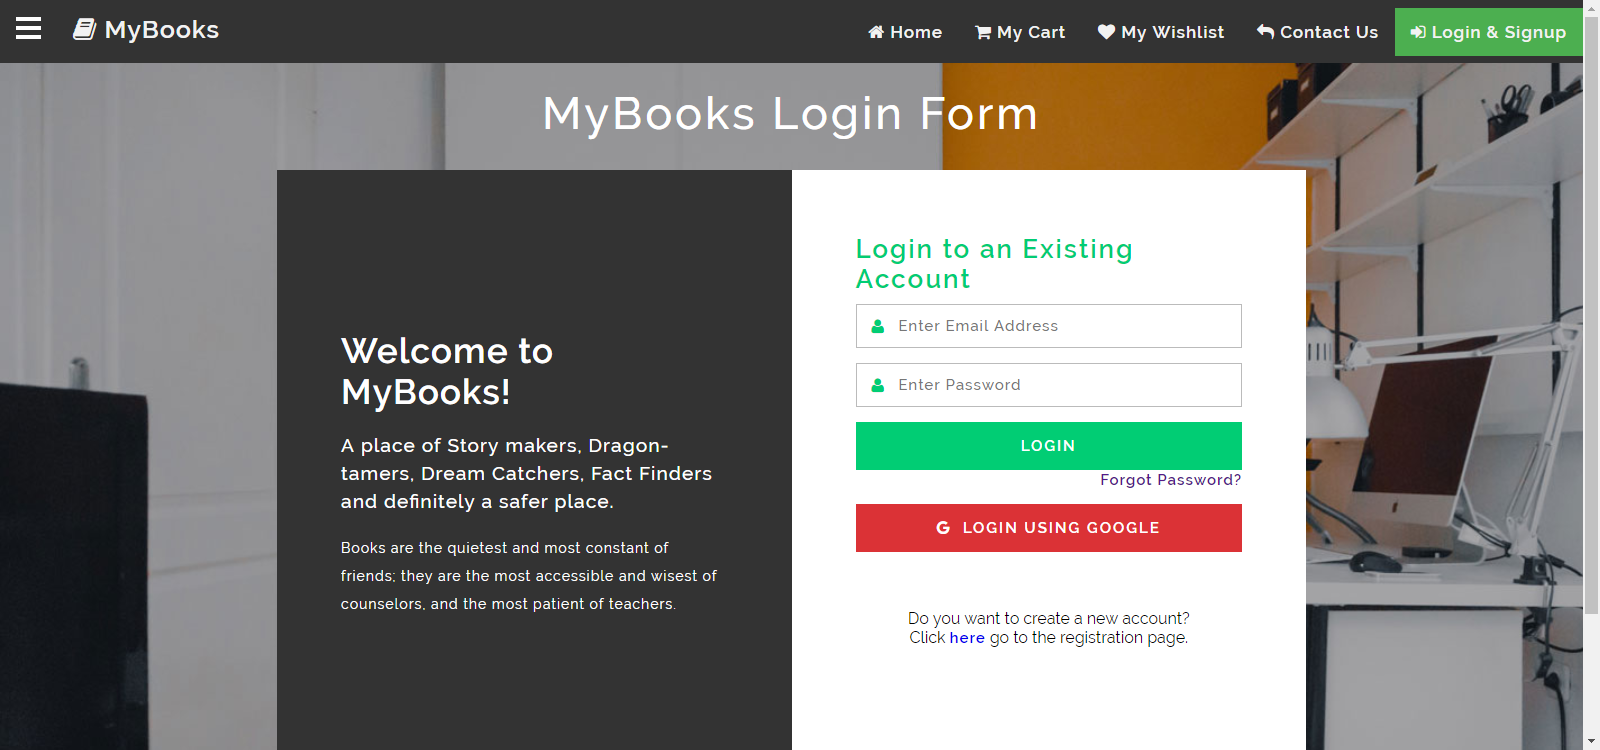 MyBooks
Home
My Cart
My Wishlist
Contact Us
Login & Signup
MyBooks Login Form
Welcome to
MyBooks!
A place of Story makers, Dragon-
tamers, Dream Catchers, Fact Finders
and definitely a safer place.
Books are the quietest and most constant of
friends; they are the most accessible and wisest of
counselors, and the most patient of teachers.
Login to an Existing
Account
Enter Email Address
Enter Password
LOGIN
Forgot Password?
LOGIN USING GOOGLE
Do you want to create a new account?
Click here go to the registration page.